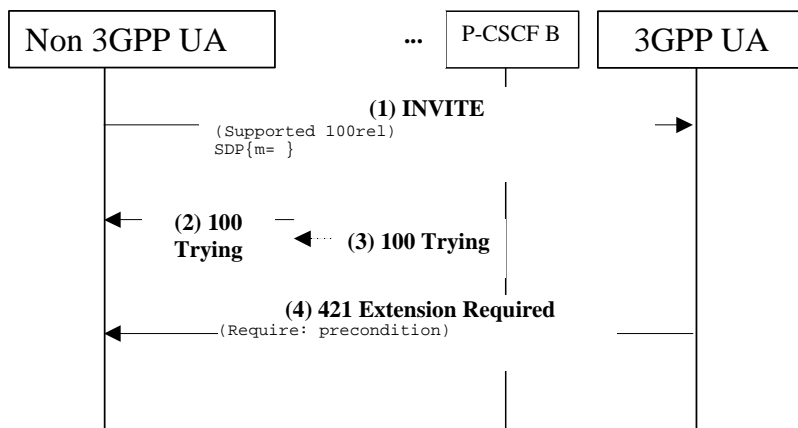 Non 3GPP UA
...
P-CSCF B
3GPP UA
(1) INVITE
(Supported 100rel)
SDP{m= }
(2) 100
Trying
(3) 100 Trying
(4) 421 Extension Required
(Require: precondition)